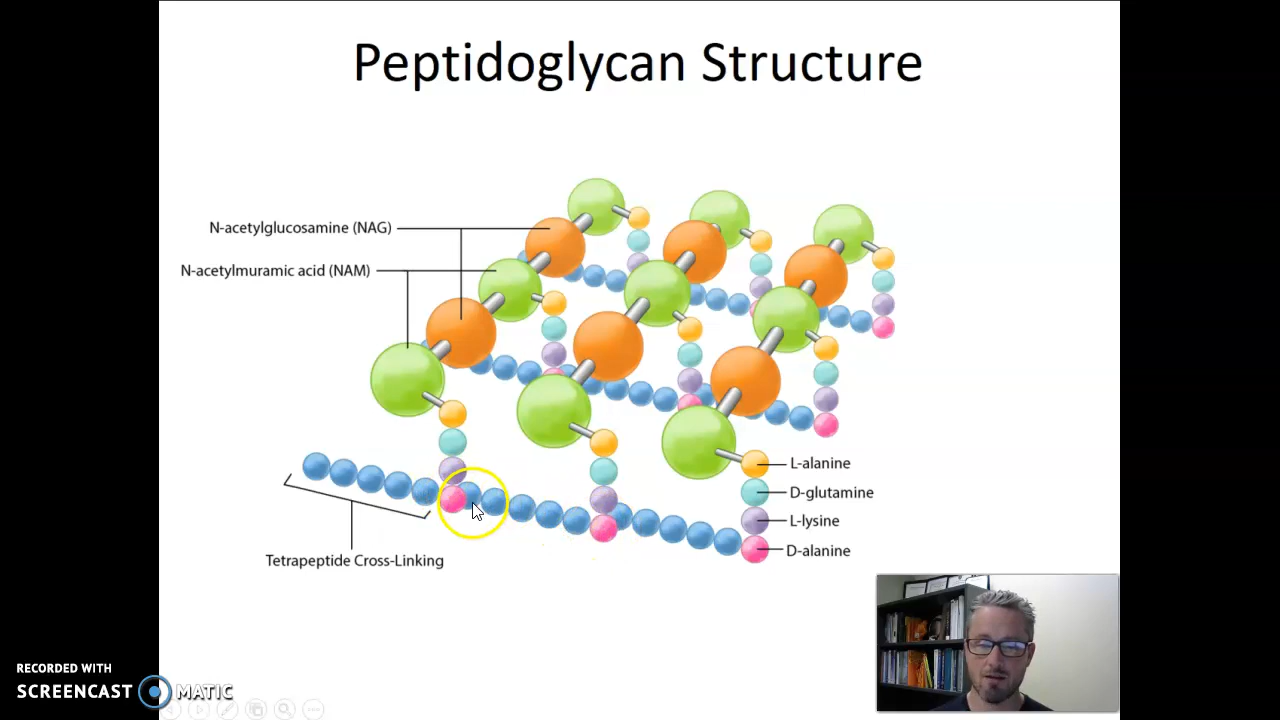 Peptidoglycan Structure
N-acetylglucosamine (NAG)
N-acetylmuramic acid (NAM)
L-alanine
D-glutamine
L-lysine
D-alanine
Tetrapeptide Cross-Linking
RECORDED WITH
SCREENCAST MATIC